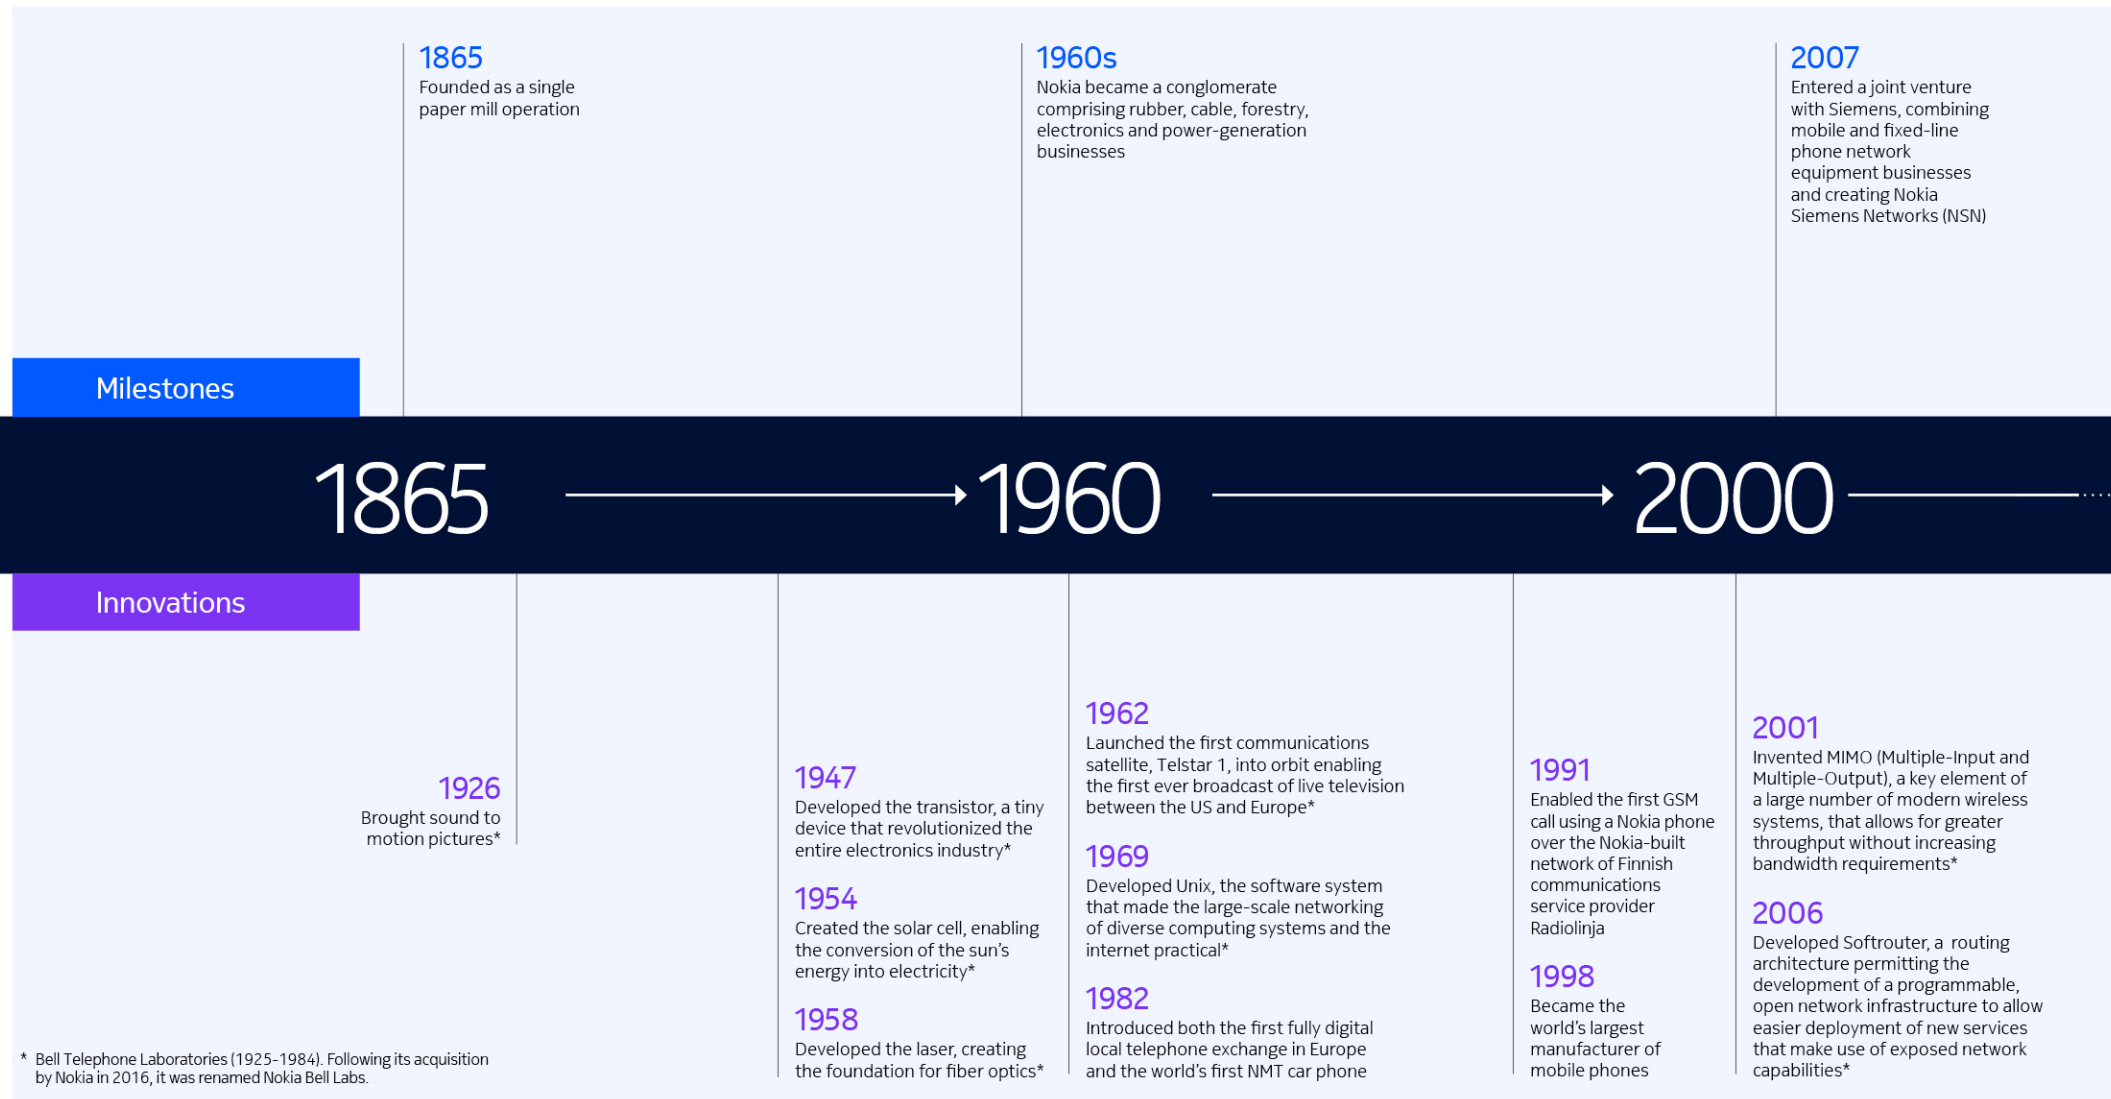 1865
Founded as a single
paper mill operation
1960s
Nokia became a conglomerate
comprising rubber, cable, forestry,
electronics and power-generation
businesses
2007
Entered a joint venture
with Siemens, combining
mobile and fixed-line
phone network
equipment businesses
and creating Nokia
Siemens Networks (NSN)
Milestones
1865
1960
2000
Innovations
1926
Brought sound to
motion pictures*
1947
Developed the transistor, a tiny
device that revolutionized the
entire electronics industry*
1954
Created the solar cell, enabling
the conversion of the sun's
energy into electricity*
1958
Developed the laser, creating
the foundation for fiber optics*
1962
Launched the first communications
satellite, Telstar 1, into orbit enabling
the first ever broadcast of live television
between the US and Europe*
1969
Developed Unix, the software system
that made the large-scale networking
of diverse computing systems and the
internet practical*
1982
Introduced both the first fully digital
local telephone exchange in Europe
and the world's first NMT car phone
1991
Enabled the first GSM
call using a Nokia phone
over the Nokia-built
network of Finnish
communications
service provider
Radiolinja
1998
Became the
world's largest
manufacturer of
mobile phones
2001
Invented MIMO (Multiple-Input and
Multiple-Output), a key element of
a large number of modern wireless
systems, that allows for greater
throughput without increasing
bandwidth requirements*
2006
Developed Softrouter, a routing
architecture permitting the
development of a programmable,
open network infrastructure to allow
easier deployment of new services
that make use of exposed network
capabilities*
* Bell Telephone Laboratories (1925-1984). Following its acquisition
by Nokia in 2016, it was renamed Nokia Bell Labs.